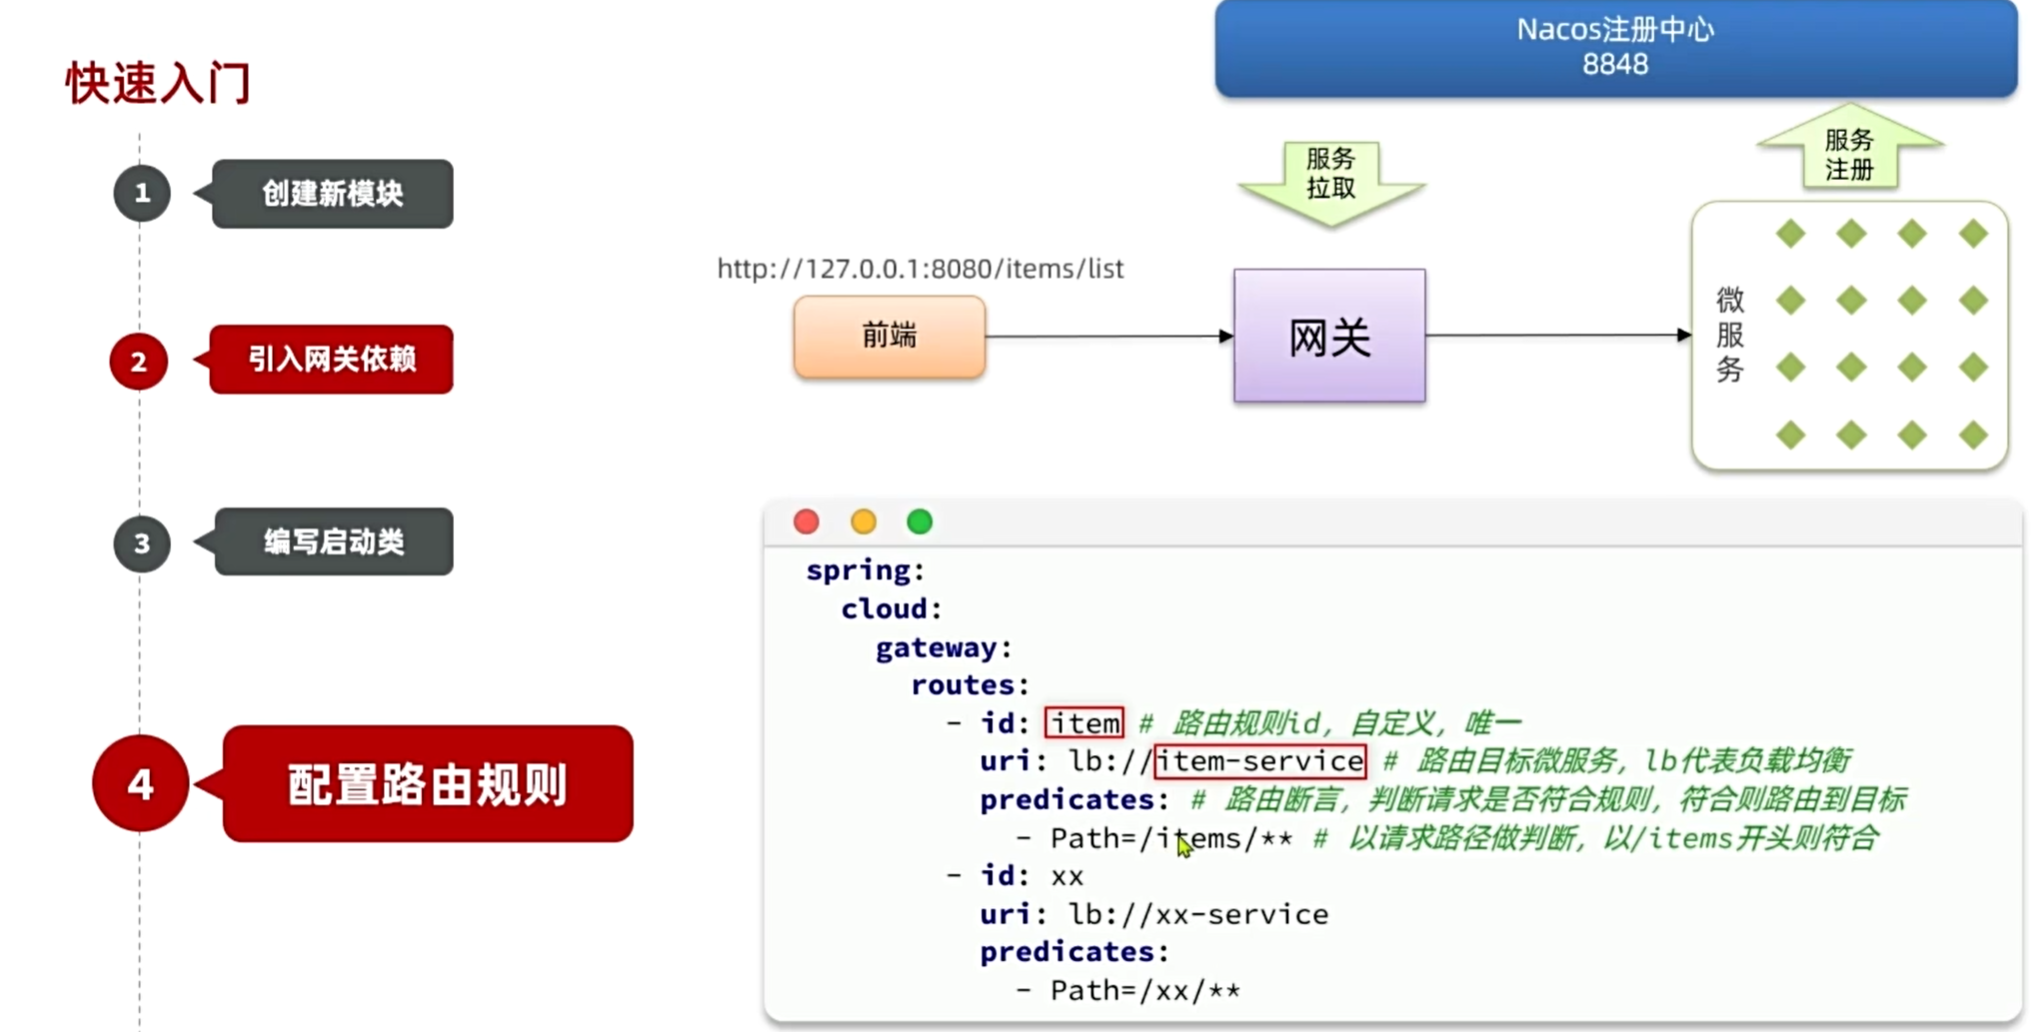 快速入门
1 创建新模块
2 引入网关依赖
3 编写启动类
4 配置路由规则
Nacos注册中心
8848
服务
拉取
服务
注册
http://127.0.0.1:8080/items/list
前端
网关
微
服
务
spring:
cloud:
gateway:
routes:
- id: item # 路由规则id，自定义，唯一
uri: lb://item-service # 路由目标微服务，lb代表负载均衡
predicates: # 路由断言，判断请求是否符合规则，符合则路由到目标
- Path=/items/** # 以请求路径做判断，以/items开头则符合
- id: xx
uri: lb://xx-service
predicates:
- Path=/xx/**